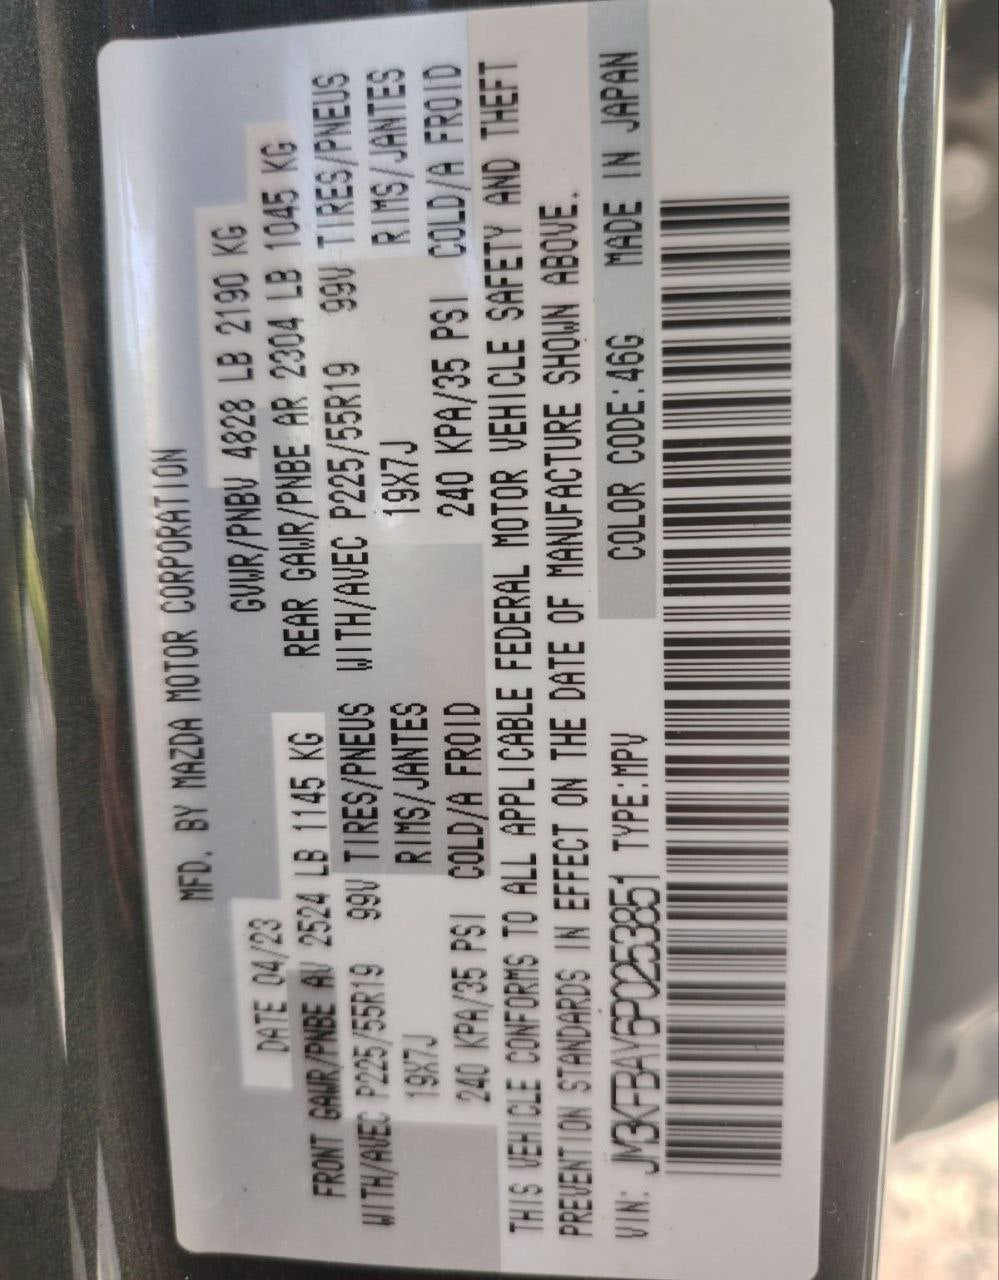 MFD. BY MAZDA MOTOR CORPORATION
DATE 04/23 GVWR/PNBV 4828 LB 2190 KG
FRONT GAWR/PNBE AV 2524 LB 1145 KG REAR GAWR/PNBE AR 2304 LB 1045 KG
WITH/AVEC P225/55R19 99V TIRES/PNEUS WITH/AVEC P225/55R19 99V TIRES/PNEUS
19X7J RIMS/JANTES 19X7J RIMS/JANTES
240 KPA/35 PSI COLD/A FROID 240 KPA/35 PSI COLD/A FROID
THIS VEHICLE CONFORMS TO ALL APPLICABLE FEDERAL MOTOR VEHICLE SAFETY AND THEFT
PREVENTION STANDARDS IN EFFECT ON THE DATE OF MANUFACTURE SHOWN ABOVE.
VIN: JM3KFBAY6P0253851 TYPE:MPV COLOR CODE:46G MADE IN JAPAN